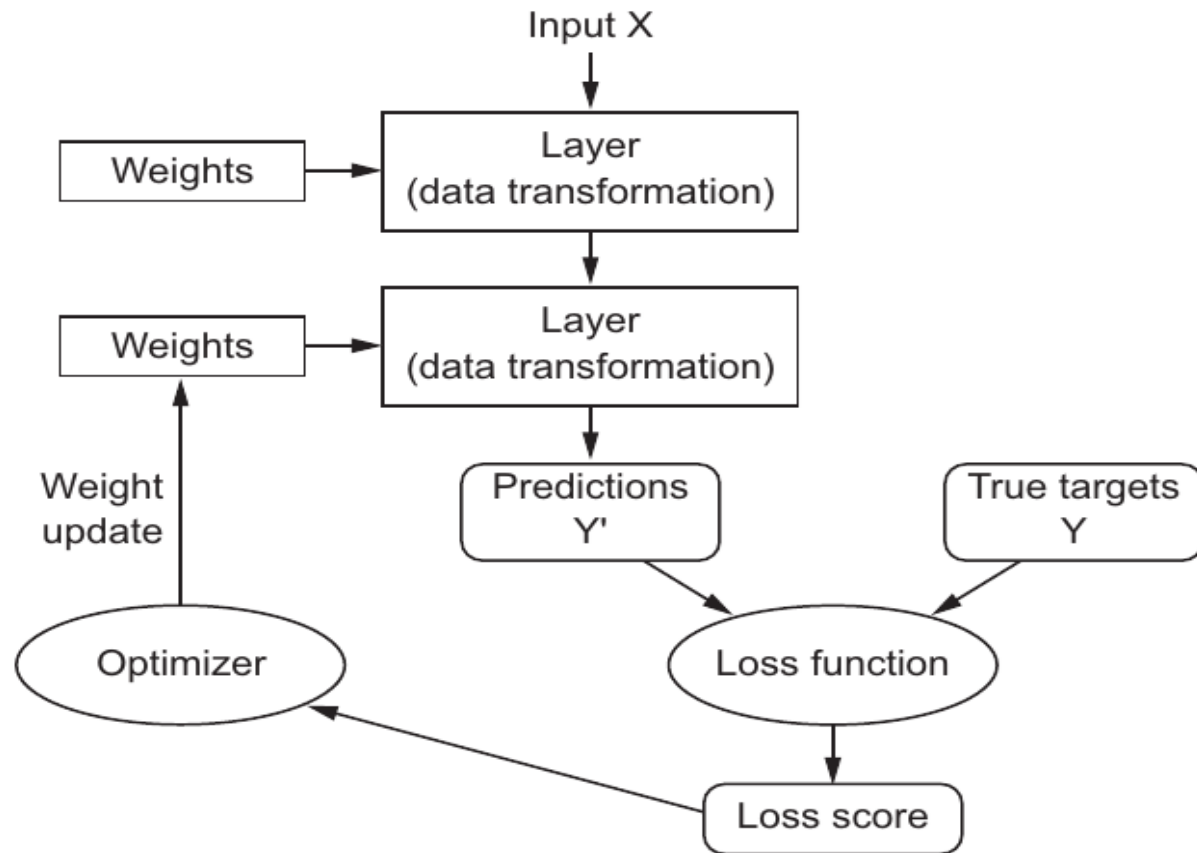 Input X
Weights
Layer
(data transformation)
Weights
Layer
(data transformation)
Weight
update
Predictions
Y'
True targets
Y
Optimizer
Loss function
Loss score